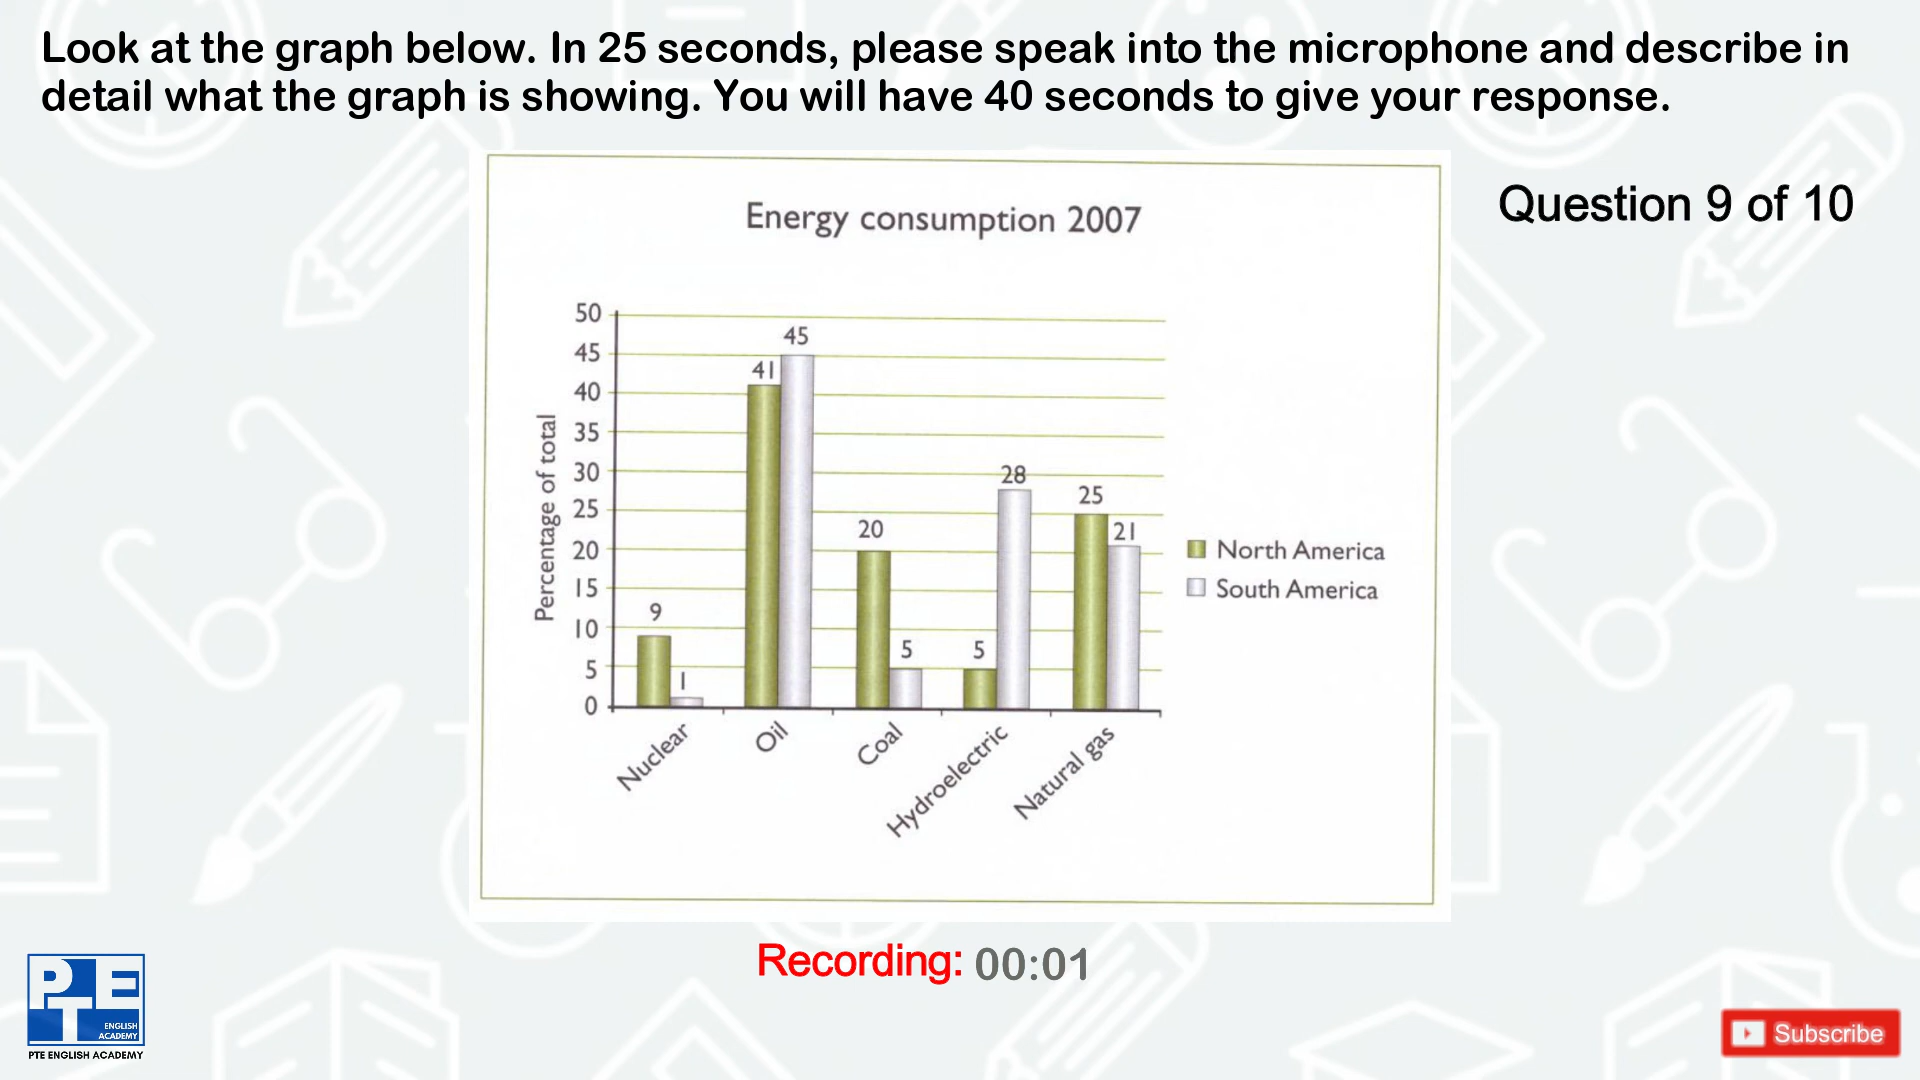 Look at the graph below. In 25 seconds, please speak into the microphone and describe in
detail what the graph is showing. You will have 40 seconds to give your response.
Question 9 of 10
Energy consumption 2007
Percentage of total
50
45
40
35
30
25
20
15
10
5
0
9
1
41
45
20
5
5
28
25
21
Nuclear
Oil
Coal
Hydroelectric
Natural gas
North America
South America
Recording: 00:01
PTE
ENGLISH
ACADEMY
PTE ENGLISH ACADEMY
Subscribe